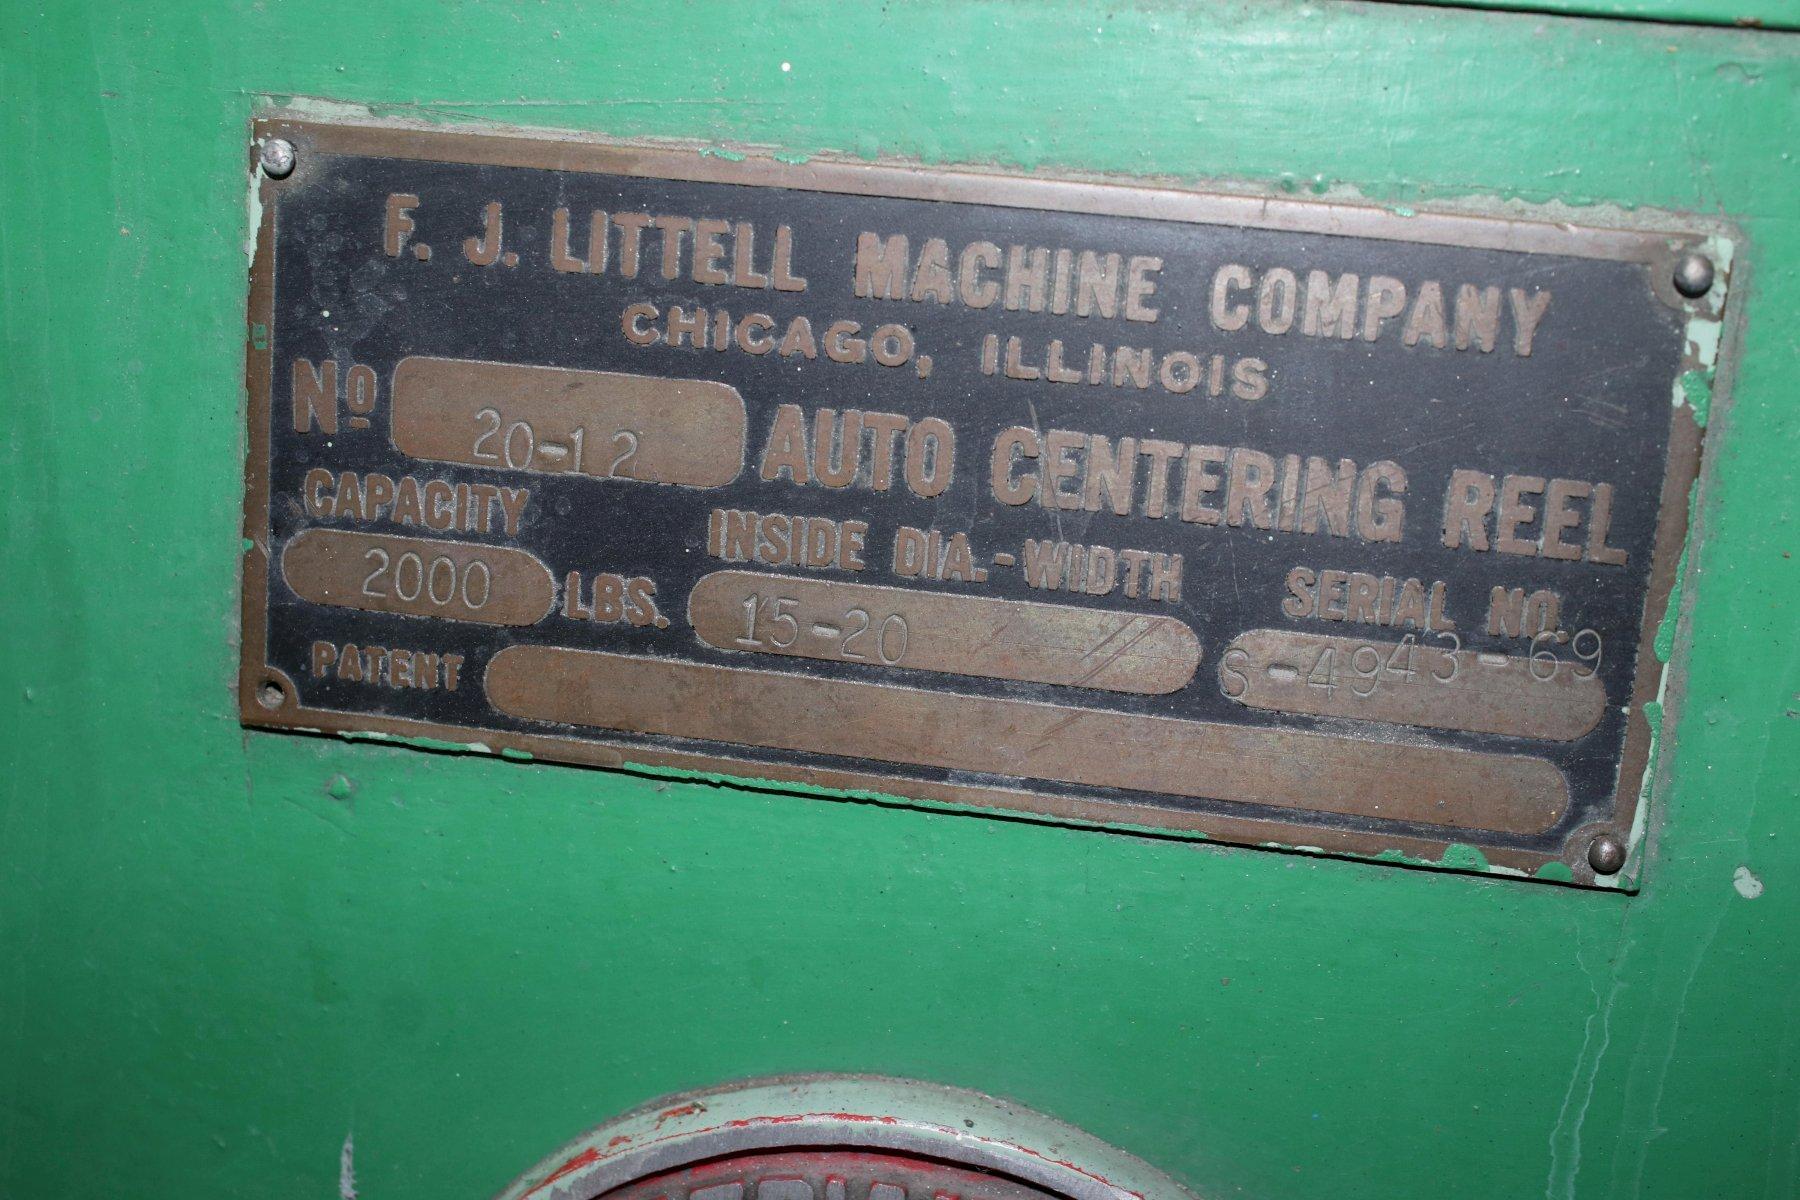 F. J. LITTELL MACHINE COMPANY
CHICAGO, ILLINOIS
Nº 20-12 AUTO CENTERING REEL
CAPACITY INSIDE DIA.-WIDTH SERIAL NO.
2000 LBS. 15-20 S-4943-69
PATENT